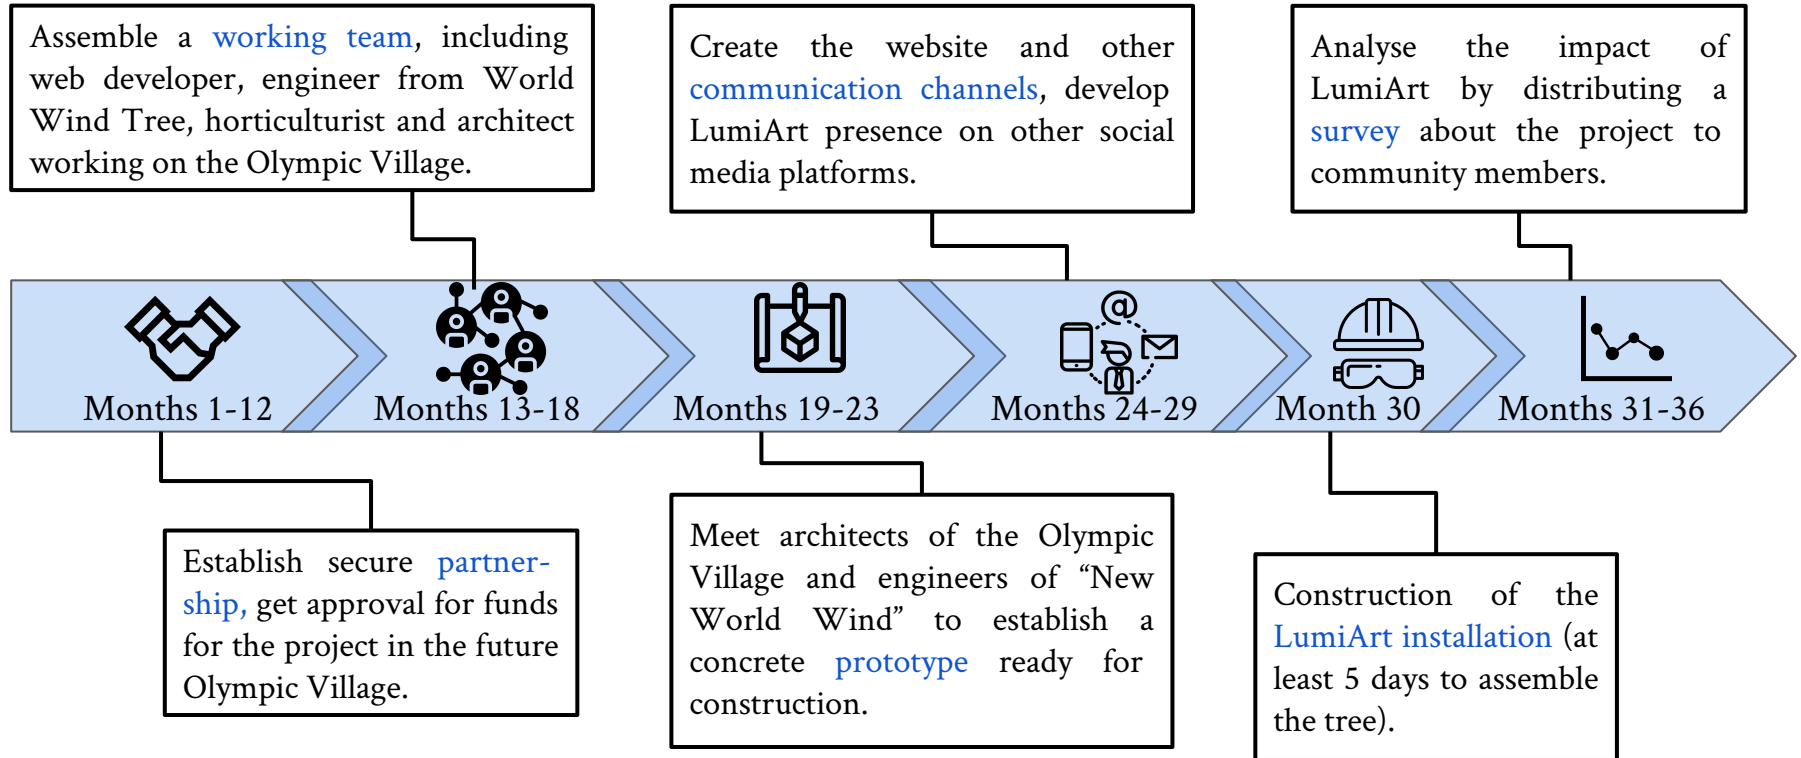 Assemble a working team, including
web developer, engineer from World
Wind Tree, horticulturist and architect
working on the Olympic Village.
Create the website and other
communication channels, develop
LumiArt presence on other social
media platforms.
Analyse the impact of
LumiArt by distributing a
survey about the project to
community members.
Months 1-12
Months 13-18
Months 19-23
Months 24-29
Month 30
Months 31-36
Establish secure partner-
ship, get approval for funds
for the project in the future
Olympic Village.
Meet architects of the Olympic
Village and engineers of “New
World Wind” to establish a
concrete prototype ready for
construction.
Construction of the
LumiArt installation (at
least 5 days to assemble
the tree).